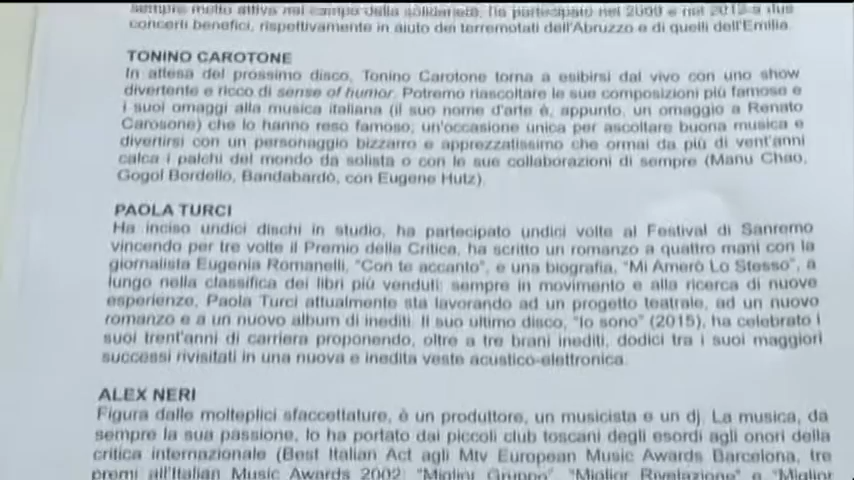 sempre molto attiva nel campo della solidarietà, ha partecipato nel 2009 e nel 2012 a due
concerti benefici, rispettivamente in aiuto dei terremotati dell'Abruzzo e di quelli dell'Emilia.
TONINO CAROTONE
In attesa del prossimo disco, Tonino Carotone torna a esibirsi dal vivo con uno show
divertente e ricco di sense of humor. Potremo riascoltare le sue composizioni più famose e
i suoi omaggi alla musica italiana (il suo nome d'arte è, appunto, un omaggio a Renato
Carosone) che lo hanno reso famoso, un'occasione unica per ascoltare buona musica e
divertirsi con un personaggio bizzarro e apprezzatissimo che ormai da più di vent'anni
calca i palchi del mondo da solista o con le sue collaborazioni di sempre (Manu Chao,
Gogol Bordello, Bandabardò, con Eugene Hutz).
PAOLA TURCI
Ha inciso undici dischi in studio, ha partecipato undici volte al Festival di Sanremo
vincendo per tre volte il Premio della Critica, ha scritto un romanzo a quattro mani con la
giornalista Eugenia Romanelli, "Con te accanto", e una biografia, "Mi Amerò Lo Stesso", a
lungo nella classifica dei libri più venduti: sempre in movimento e alla ricerca di nuove
esperienze, Paola Turci attualmente sta lavorando ad un progetto teatrale, ad un nuovo
romanzo e a un nuovo album di inediti. Il suo ultimo disco, "Io sono" (2015), ha celebrato i
suoi trent'anni di carriera proponendo, oltre a tre brani inediti, dodici tra i suoi maggiori
successi rivisitati in una nuova e inedita veste acustico-elettronica.
ALEX NERI
Figura dalle molteplici sfaccettature, è un produttore, un musicista e un dj. La musica, da
sempre la sua passione, lo ha portato dai piccoli club toscani degli esordi agli onori della
critica internazionale (Best Italian Act agli Mtv European Music Awards Barcelona, tre
premi all'Italian Music Awards 2002: "Miglior Gruppo", "Miglior Rivelazione" e "Miglior